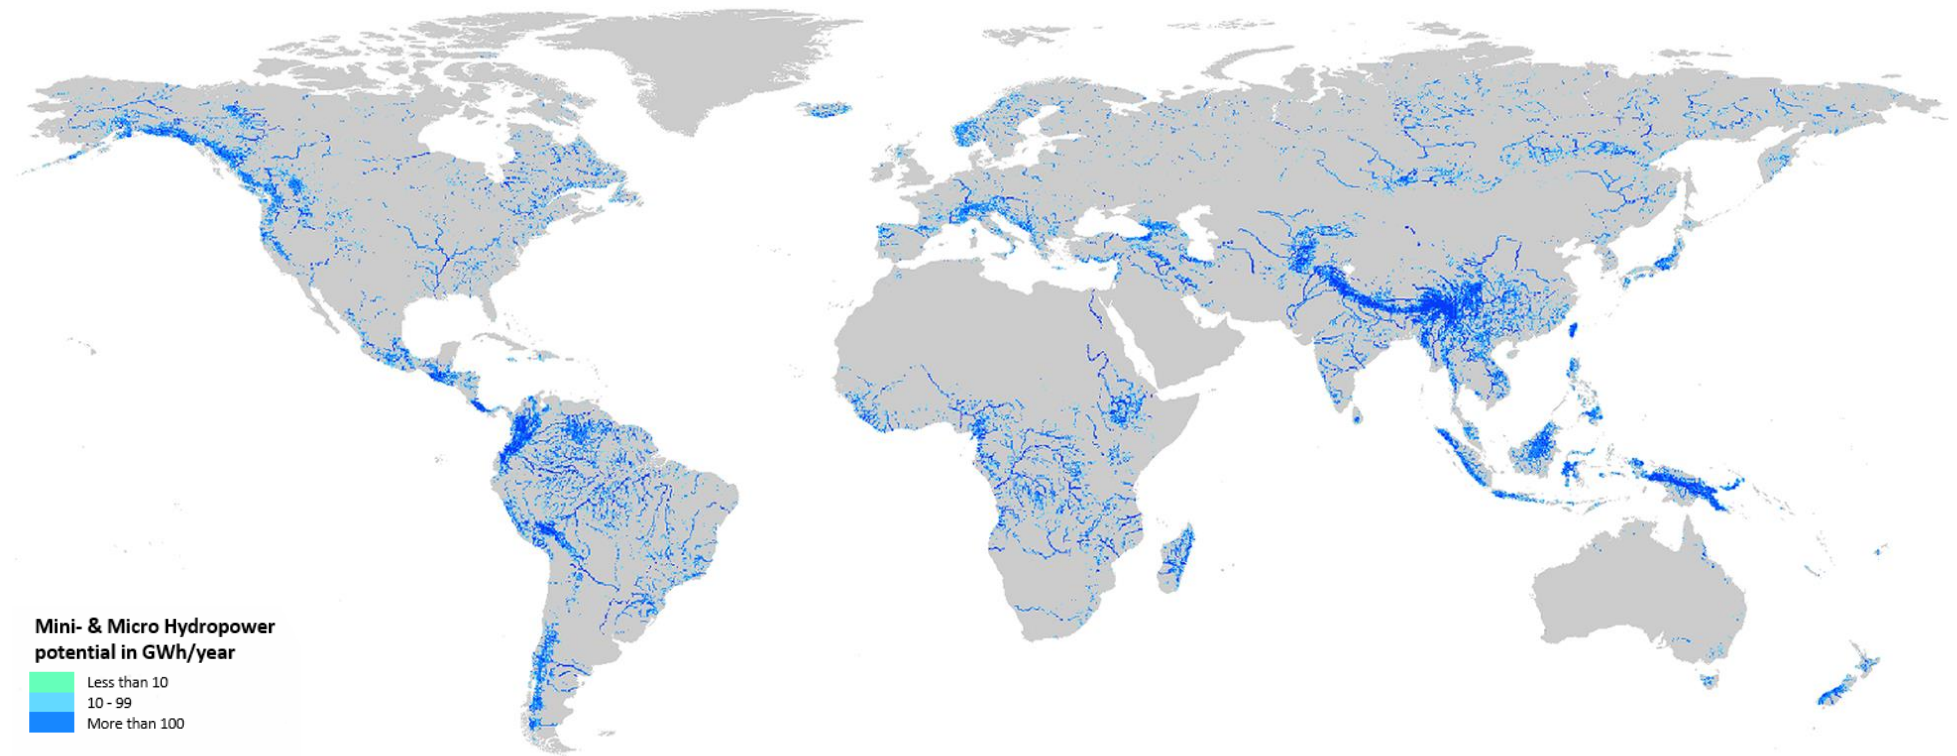 Mini- & Micro Hydropower
potential in GWh/year
Less than 10
10 - 99
More than 100